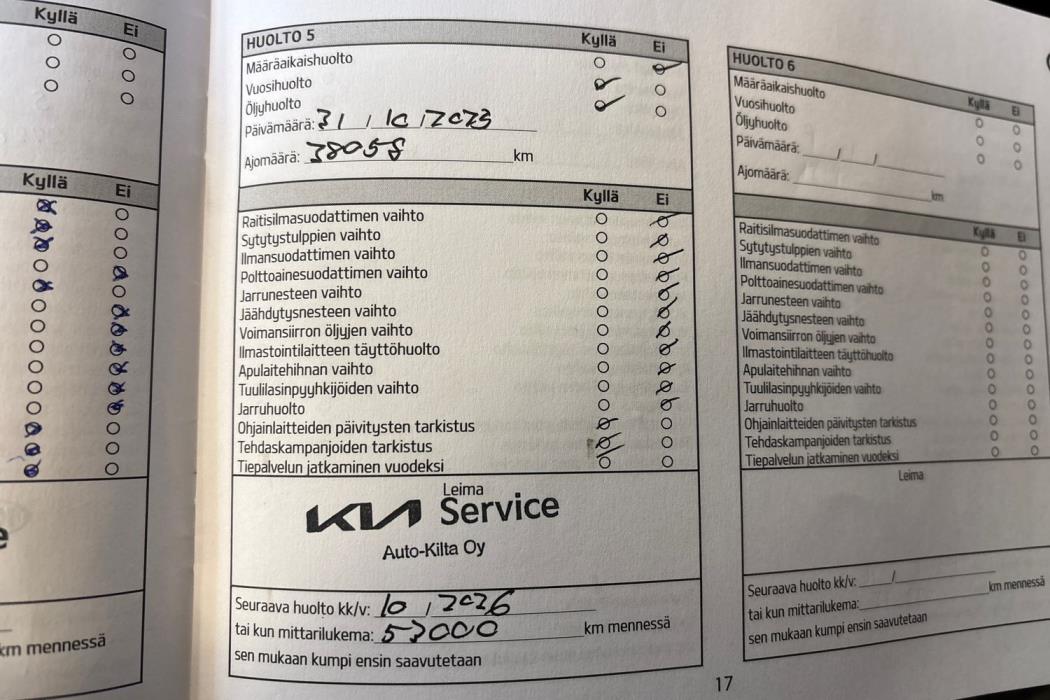 Kyllä Ei
Kyllä Ei
e
km mennessä
HUOLTO 5 Kyllä Ei
Määräaikaishuolto
Vuosihuolto
Öljyhuolto
Päivämäärä: 31 / 10 / 2025
Ajomäärä: 38058 km
Kyllä Ei
Raitisilmasuodattimen vaihto
Sytytystulppien vaihto
Ilmansuodattimen vaihto
Polttoainesuodattimen vaihto
Jarrunesteen vaihto
Jäähdytysnesteen vaihto
Voimansiirron öljyjen vaihto
Ilmastointilaitteen täyttöhuolto
Apulaitehihnan vaihto
Tuulilasinpyyhkijöiden vaihto
Jarruhuolto
Ohjainlaitteiden päivitysten tarkistus
Tehdaskampanjoiden tarkistus
Tiepalvelun jatkaminen vuodeksi
Leima
KIA Service
Auto-Kilta Oy
Seuraava huolto kk/v: 10 / 2026
tai kun mittarilukema: 53000 km mennessä
sen mukaan kumpi ensin saavutetaan
17
HUOLTO 6 Kyllä Ei
Määräaikaishuolto
Vuosihuolto
Öljyhuolto
Päivämäärä: / /
Ajomäärä: km
Kyllä Ei
Raitisilmasuodattimen vaihto
Sytytystulppien vaihto
Ilmansuodattimen vaihto
Polttoainesuodattimen vaihto
Jarrunesteen vaihto
Jäähdytysnesteen vaihto
Voimansiirron öljyjen vaihto
Ilmastointilaitteen täyttöhuolto
Apulaitehihnan vaihto
Tuulilasinpyyhkijöiden vaihto
Jarruhuolto
Ohjainlaitteiden päivitysten tarkistus
Tehdaskampanjoiden tarkistus
Tiepalvelun jatkaminen vuodeksi
Leima
Seuraava huolto kk/v: /
tai kun mittarilukema: km mennessä
sen mukaan kumpi ensin saavutetaan